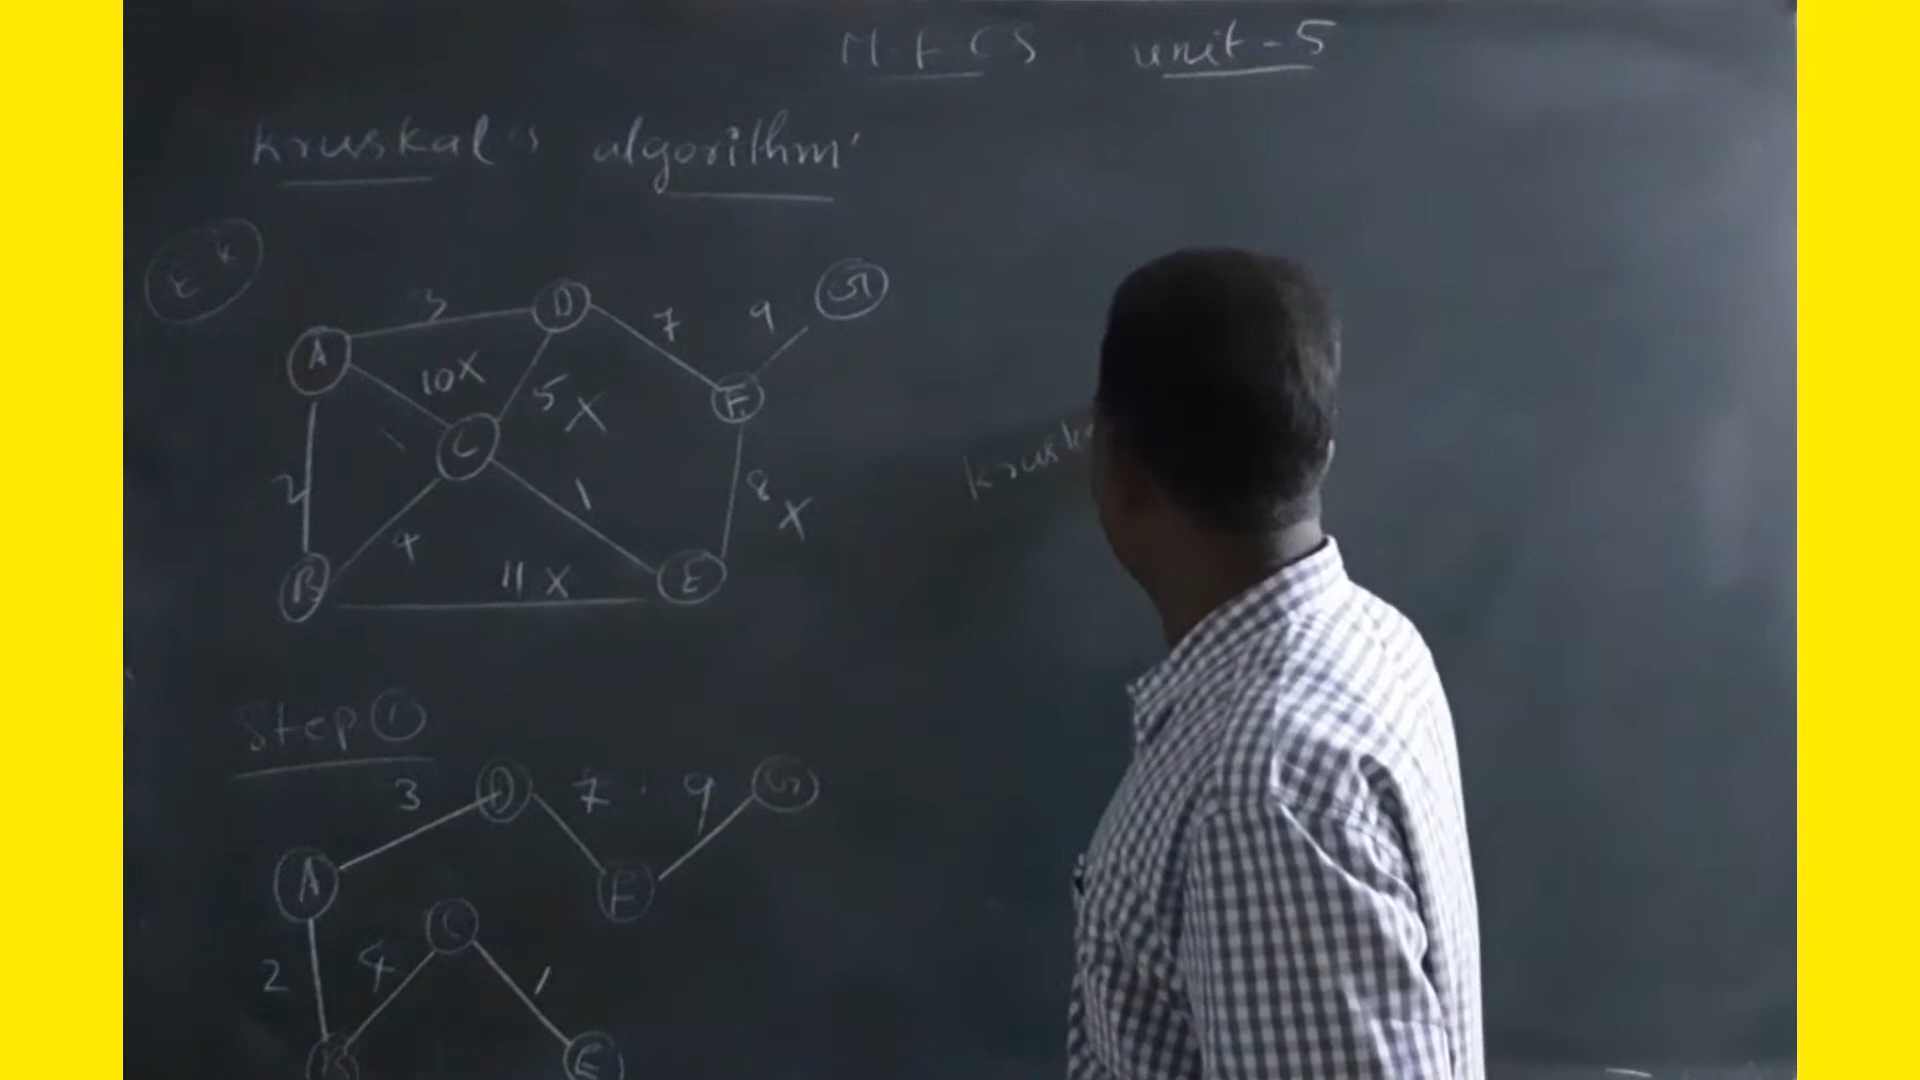 M.F.C.S unit-5
Kruskal's algorithm
Ex
3 D 7 9 G
A 10X 5 X F
C
2 4 1 8 X
B 11 X E
Step 1
3 D 7 9 G
A F
C
2 4 1
B E